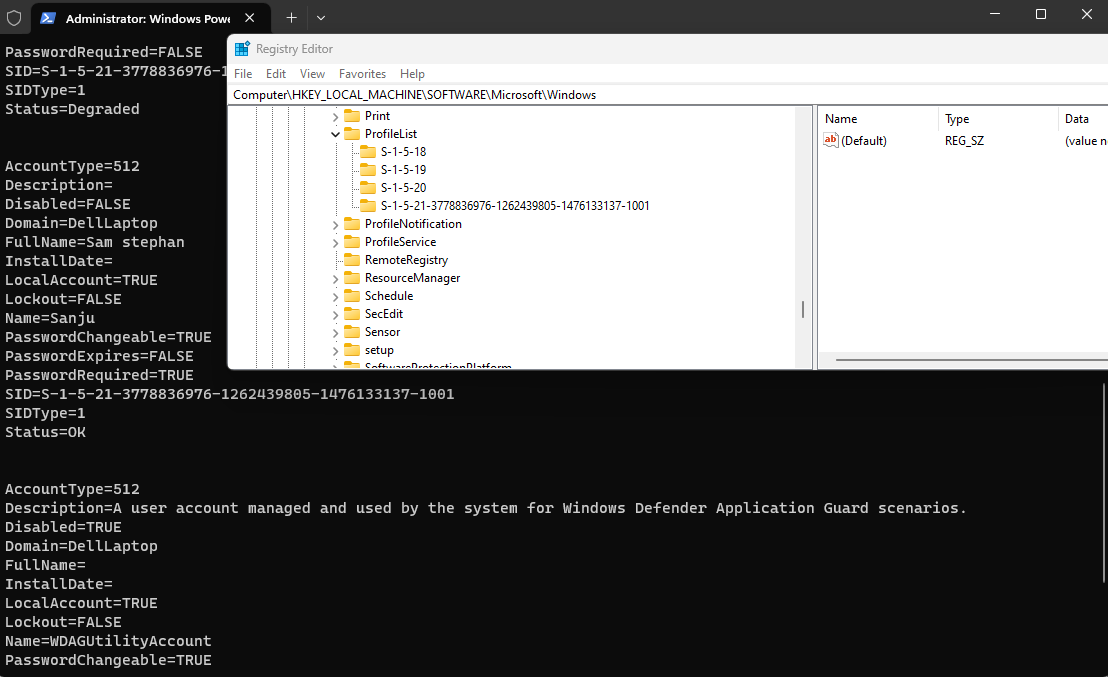 Administrator: Windows Powe
PasswordRequired=FALSE
SID=S-1-5-21-3778836976-1
SIDType=1
Status=Degraded
AccountType=512
Description=
Disabled=FALSE
Domain=DellLaptop
FullName=Sam stephan
InstallDate=
LocalAccount=TRUE
Lockout=FALSE
Name=Sanju
PasswordChangeable=TRUE
PasswordExpires=FALSE
PasswordRequired=TRUE
SID=S-1-5-21-3778836976-1262439805-1476133137-1001
SIDType=1
Status=OK
AccountType=512
Description=A user account managed and used by the system for Windows Defender Application Guard scenarios.
Disabled=TRUE
Domain=DellLaptop
FullName=
InstallDate=
LocalAccount=TRUE
Lockout=FALSE
Name=WDAGUtilityAccount
PasswordChangeable=TRUE
Registry Editor
File Edit View Favorites Help
Computer\HKEY_LOCAL_MACHINE\SOFTWARE\Microsoft\Windows
Print
ProfileList
S-1-5-18
S-1-5-19
S-1-5-20
S-1-5-21-3778836976-1262439805-1476133137-1001
ProfileNotification
ProfileService
RemoteRegistry
ResourceManager
Schedule
SecEdit
Sensor
setup
SoftwareProtectionPlatform
Name Type Data
ab (Default) REG_SZ (value n